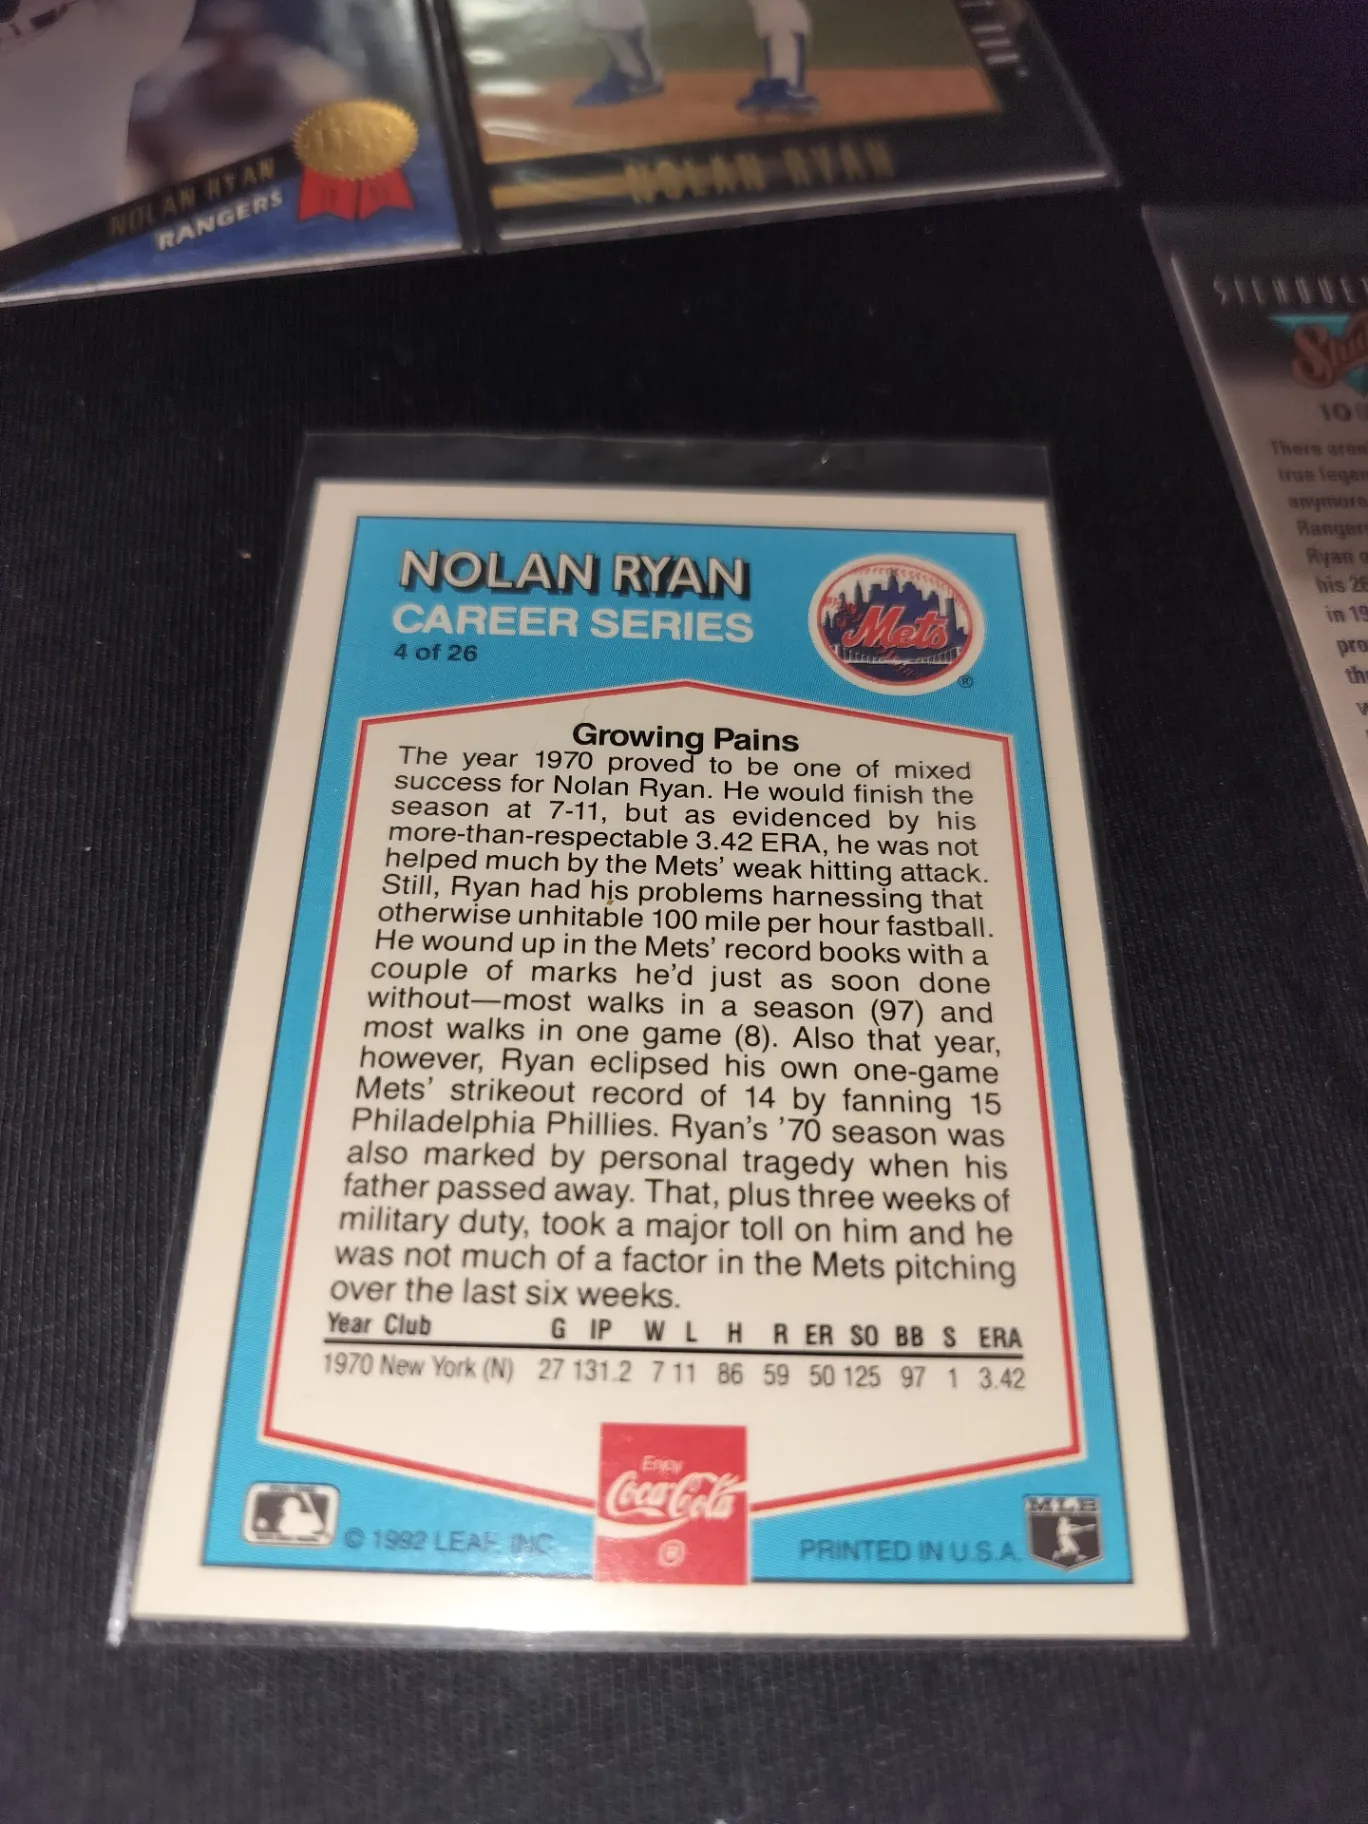 NOLAN RYAN
RANGERS
NOLAN RYAN
NOLAN RYAN
CAREER SERIES
4 of 26
Mets
®
Growing Pains
The year 1970 proved to be one of mixed
success for Nolan Ryan. He would finish the
season at 7-11, but as evidenced by his
more-than-respectable 3.42 ERA, he was not
helped much by the Mets' weak hitting attack.
Still, Ryan had his problems harnessing that
otherwise unhitable 100 mile per hour fastball.
He wound up in the Mets' record books with a
couple of marks he'd just as soon done
without—most walks in a season (97) and
most walks in one game (8). Also that year,
however, Ryan eclipsed his own one-game
Mets' strikeout record of 14 by fanning 15
Philadelphia Phillies. Ryan's '70 season was
also marked by personal tragedy when his
father passed away. That, plus three weeks of
military duty, took a major toll on him and he
was not much of a factor in the Mets pitching
over the last six weeks.
Year Club G IP W L H R ER SO BB S ERA
1970 New York (N) 27 131.2 7 11 86 59 50 125 97 1 3.42
Enjoy
Coca-Cola
®
© 1992 LEAF, INC.
PRINTED IN U.S.A.
MLB
There
true
anymore
Ranger
Ryan
his
in 19